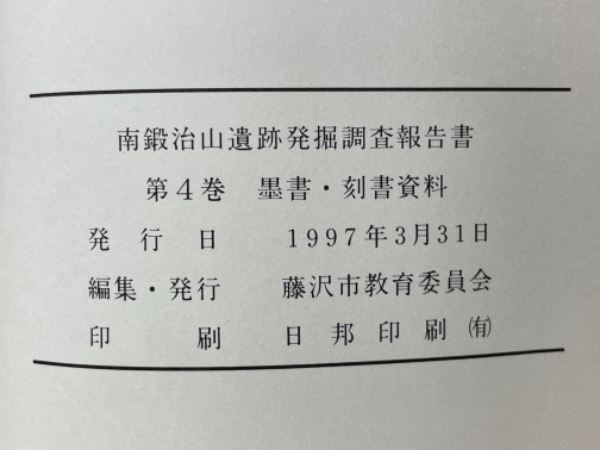 南鍛治山遺跡発掘調査報告書
第4巻　墨書・刻書資料
発行日　1997年3月31日
編集・発行　藤沢市教育委員会
印刷　日邦印刷㈲